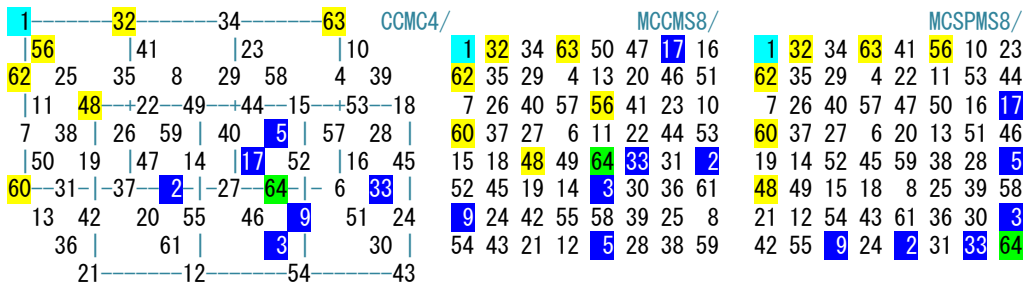 1-------32-------34-------63 CCMC4/ MCCMS8/ MCSPMS8/
|56 |41 |23 |10 1 32 34 63 50 47 17 16 1 32 34 63 41 56 10 23
62 25 35 8 29 58 4 39 62 35 29 4 13 20 46 51 62 35 29 4 22 11 53 44
|11 48--+22--49--+44--15--+53--18 7 26 40 57 56 41 23 10 7 26 40 57 47 50 16 17
7 38 | 26 59 | 40 5| 57 28 | 60 37 27 6 11 22 44 53 60 37 27 6 20 13 51 46
|50 19 |47 14 |17 52 |16 45 15 18 48 49 64 33 31 2 19 14 52 45 59 38 28 5
60--31-|-37---2-|-27--64-|- 6 33| 52 45 19 14 3 30 36 61 48 49 15 18 8 25 39 58
13 42 20 55 46 9 51 24 9 24 42 55 58 39 25 8 21 12 54 43 61 36 30 3
36 | 61| 3| 30 | 54 43 21 12 5 28 38 59 42 55 9 24 2 31 33 64
21-------12-------54-------43